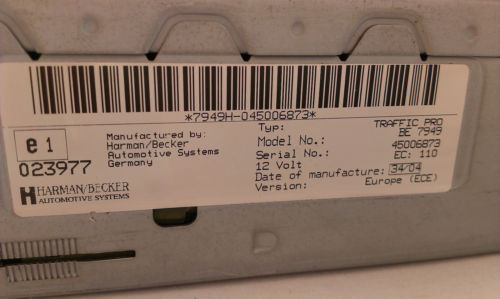 *7949H-045006873*
e1
023977
Manufactured by:
Harman/Becker
Automotive Systems
Germany
HARMAN/BECKER
AUTOMOTIVE SYSTEMS
Typ: TRAFFIC PRO
Model No.: BE 7949
Serial No.: 45006873
12 Volt EC: 110
Date of manufacture: 34/04
Version: Europe (ECE)